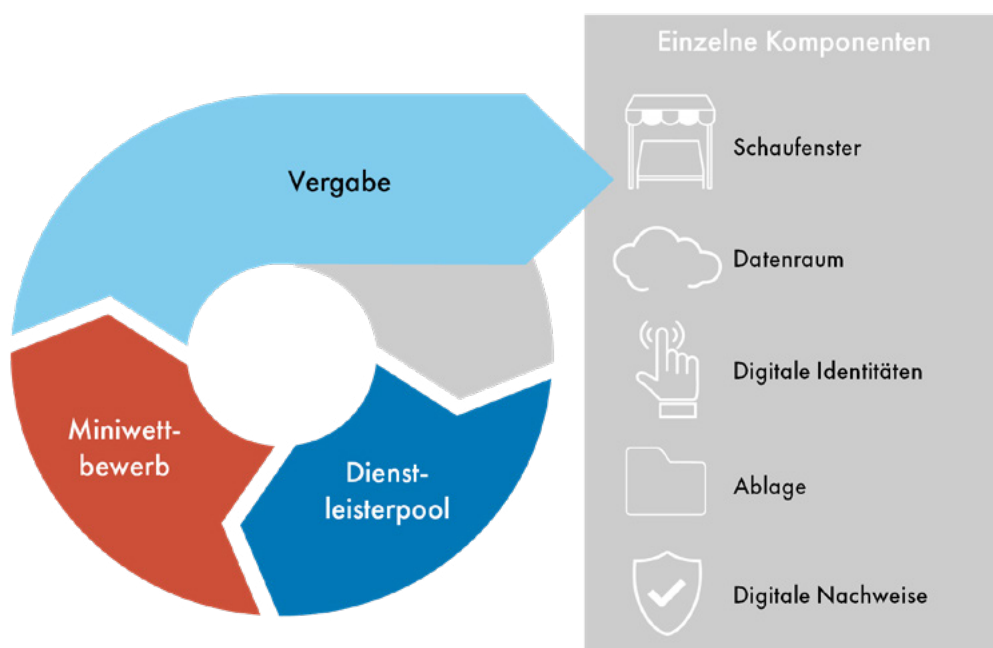 Einzelne Komponenten
Vergabe
Schaufenster
Datenraum
Digitale Identitäten
Miniwett-
bewerb
Dienst-
leisterpool
Ablage
Digitale Nachweise